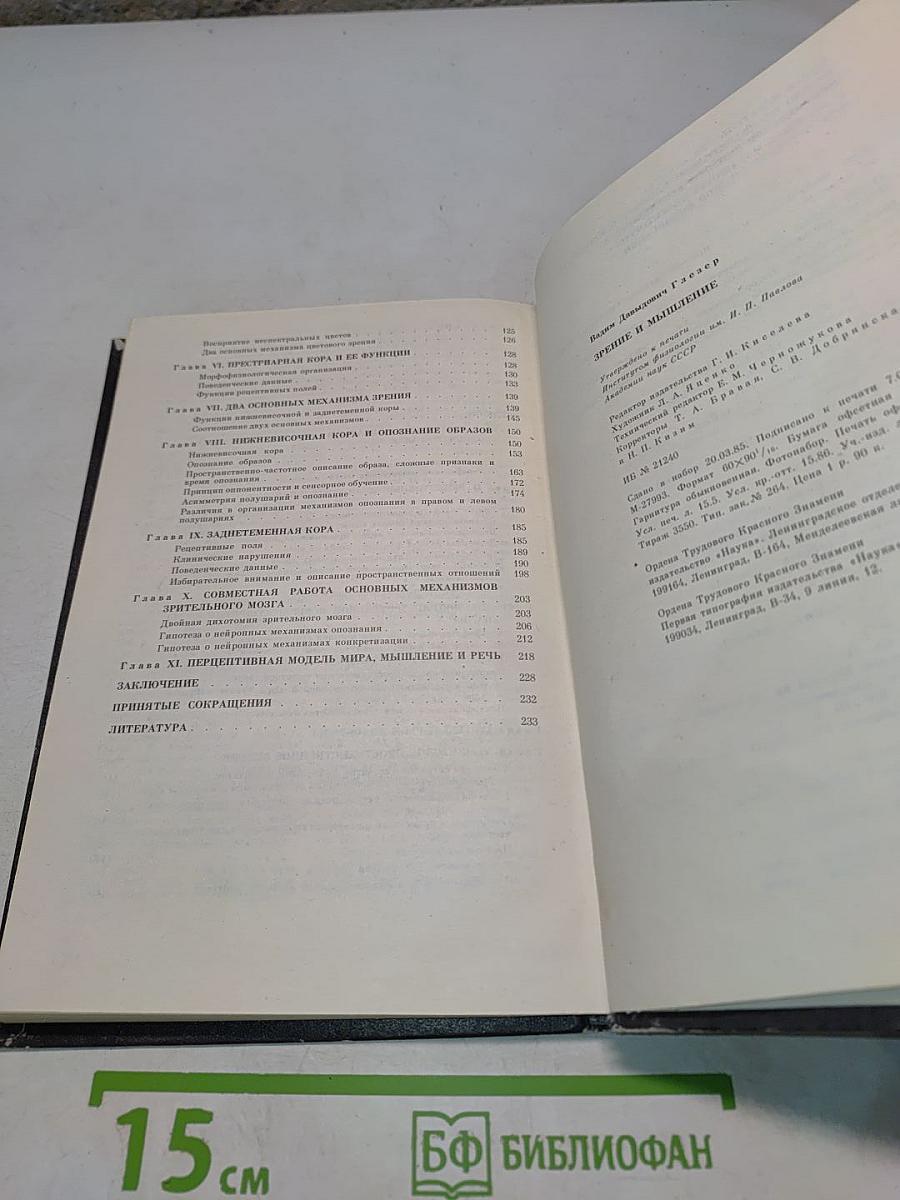 Восприятие неспектральных цветов . . . 125
Два основных механизма цветового зрения . . . 126
Глава VI. ПРЕСТРИАРНАЯ КОРА И ЕЕ ФУНКЦИИ 128
Морфофизиологическая организация . . . 128
Поведенческие данные . . . 130
Функции рецептивных полей . . . 133
Глава VII. ДВА ОСНОВНЫХ МЕХАНИЗМА ЗРЕНИЯ . 139
Функции нижневисочной и заднетеменной коры . . . 139
Соотношение двух основных механизмов . . . 145
Глава VIII. НИЖНЕВИСОЧНАЯ КОРА И ОПОЗНАНИЕ ОБРАЗОВ 150
Нижневисочная кора . . . 150
Опознание образов . . . 153
Пространственно-частотное описание образа, сложные признаки и
время опознания . . . 163
Принцип оппонентности и сенсорное обучение . . . 172
Асимметрия полушарий и опознание . . . 174
Различия в организации механизмов опознания в правом и левом
полушариях . . . 180
Глава IX. ЗАДНЕТЕМЕННАЯ КОРА . . . 185
Рецептивные поля . . . 185
Клинические нарушения . . . 189
Поведенческие данные . . . 190
Избирательное внимание и описание пространственных отношений 198
Глава X. СОВМЕСТНАЯ РАБОТА ОСНОВНЫХ МЕХАНИЗМОВ
ЗРИТЕЛЬНОГО МОЗГА . . . 203
Двойная дихотомия зрительного мозга . . . 203
Гипотеза о нейронных механизмах опознания . . . 206
Гипотеза о нейронных механизмах конкретизации . . . 212
Глава XI. ПЕРЦЕПТИВНАЯ МОДЕЛЬ МИРА, МЫШЛЕНИЕ И РЕЧЬ 218
ЗАКЛЮЧЕНИЕ . . . 228
ПРИНЯТЫЕ СОКРАЩЕНИЯ . . . 232
ЛИТЕРАТУРА . . . 233
Вадим Давыдович Глезер
ЗРЕНИЕ И МЫШЛЕНИЕ
Утверждено к печати
Институтом физиологии им. И. П. Павлова
Академии наук СССР
Редактор издательства Г. И. Киселева
Художник Л. А. Яценко
Технический редактор Е. М. Черножукова
Корректоры Т. А. Браван, С. В. Добринска
и Н. П. Кизим
ИБ № 21240
Сдано в набор 20.03.85. Подписано к печати 7.0
М-27993. Формат 60×90 1/16. Бумага офсетная
Гарнитура обыкновенная. Фотонабор. Печать оф
Усл. печ. л. 15.5. Усл. кр.-отт. 15.86. Уч.-изд. л
Тираж 3550. Тип. зак. № 264. Цена 1 р. 90 к.
Ордена Трудового Красного Знамени
издательство «Наука». Ленинградское отделе
199164, Ленинград, В-164, Менделеевская ли
Ордена Трудового Красного Знамени
Первая типография издательства «Наука»
199034, Ленинград, В-34, 9 линия, 12.
15 см
БФ БИБЛИОФАН